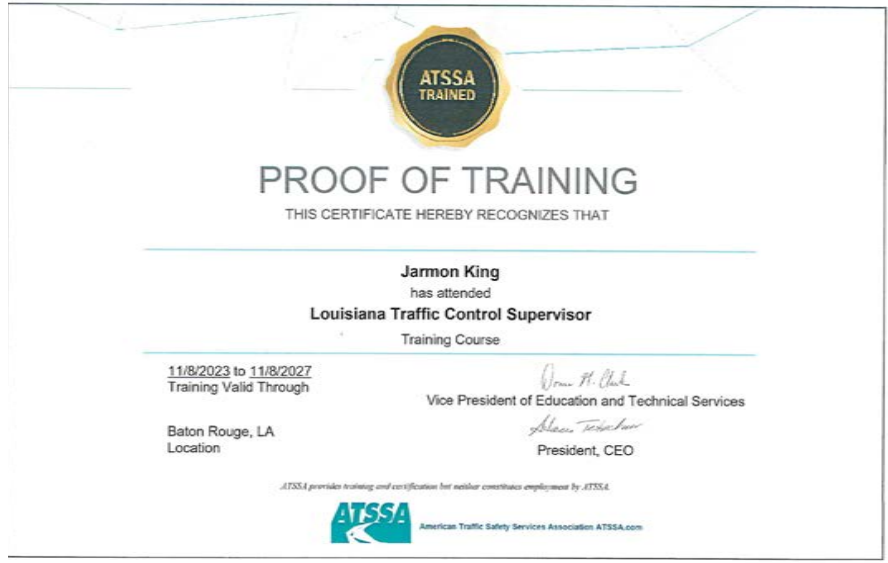 ATSSA
TRAINED
PROOF OF TRAINING
THIS CERTIFICATE HEREBY RECOGNIZES THAT
Jarmon King
has attended
Louisiana Traffic Control Supervisor
Training Course
11/8/2023 to 11/8/2027
Training Valid Through
Vice President of Education and Technical Services
Baton Rouge, LA
Location
President, CEO
ATSSA provides training and certification but neither constitutes employment by ATSSA.
ATSSA
American Traffic Safety Services Association ATSSA.com